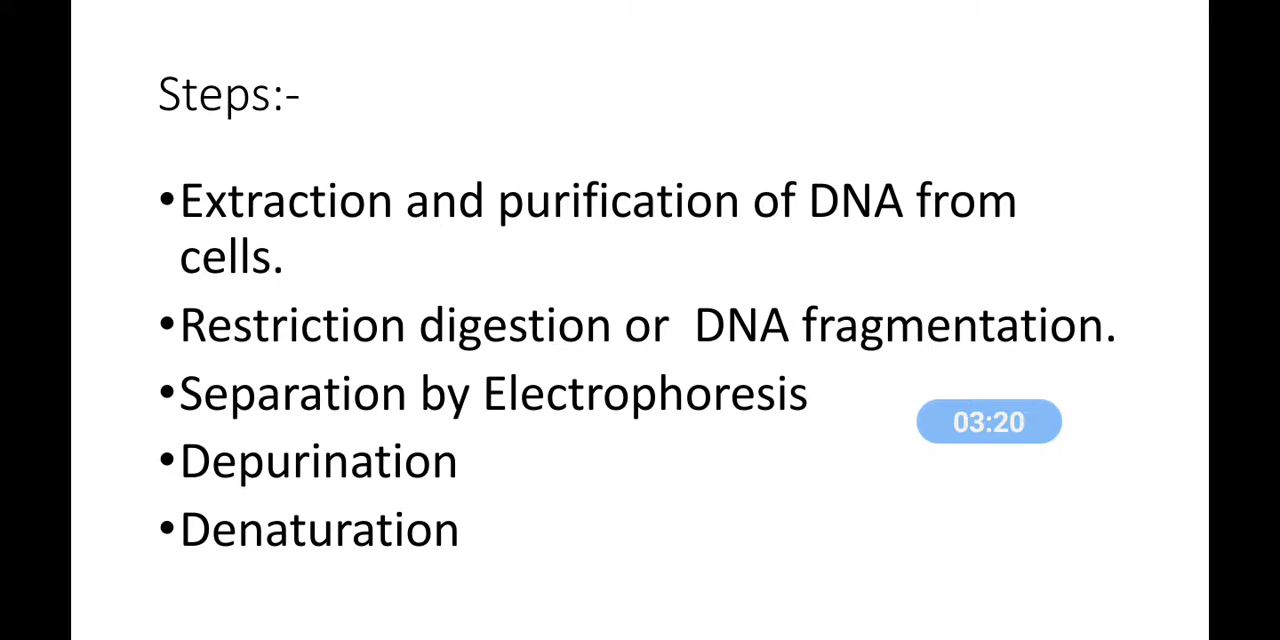 Steps:-
•Extraction and purification of DNA from
cells.
•Restriction digestion or  DNA fragmentation.
•Separation by Electrophoresis
03:20
•Depurination
•Denaturation